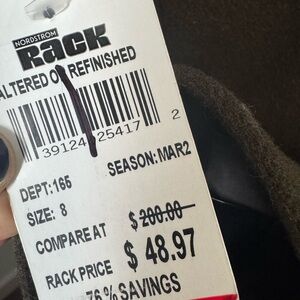 NORDSTROM
Rack
ALTERED OR REFINISHED
39124 25417 2
DEPT: 165 SEASON: MAR2
SIZE: 8
COMPARE AT $ 200.00
RACK PRICE $ 48.97
76 % SAVINGS